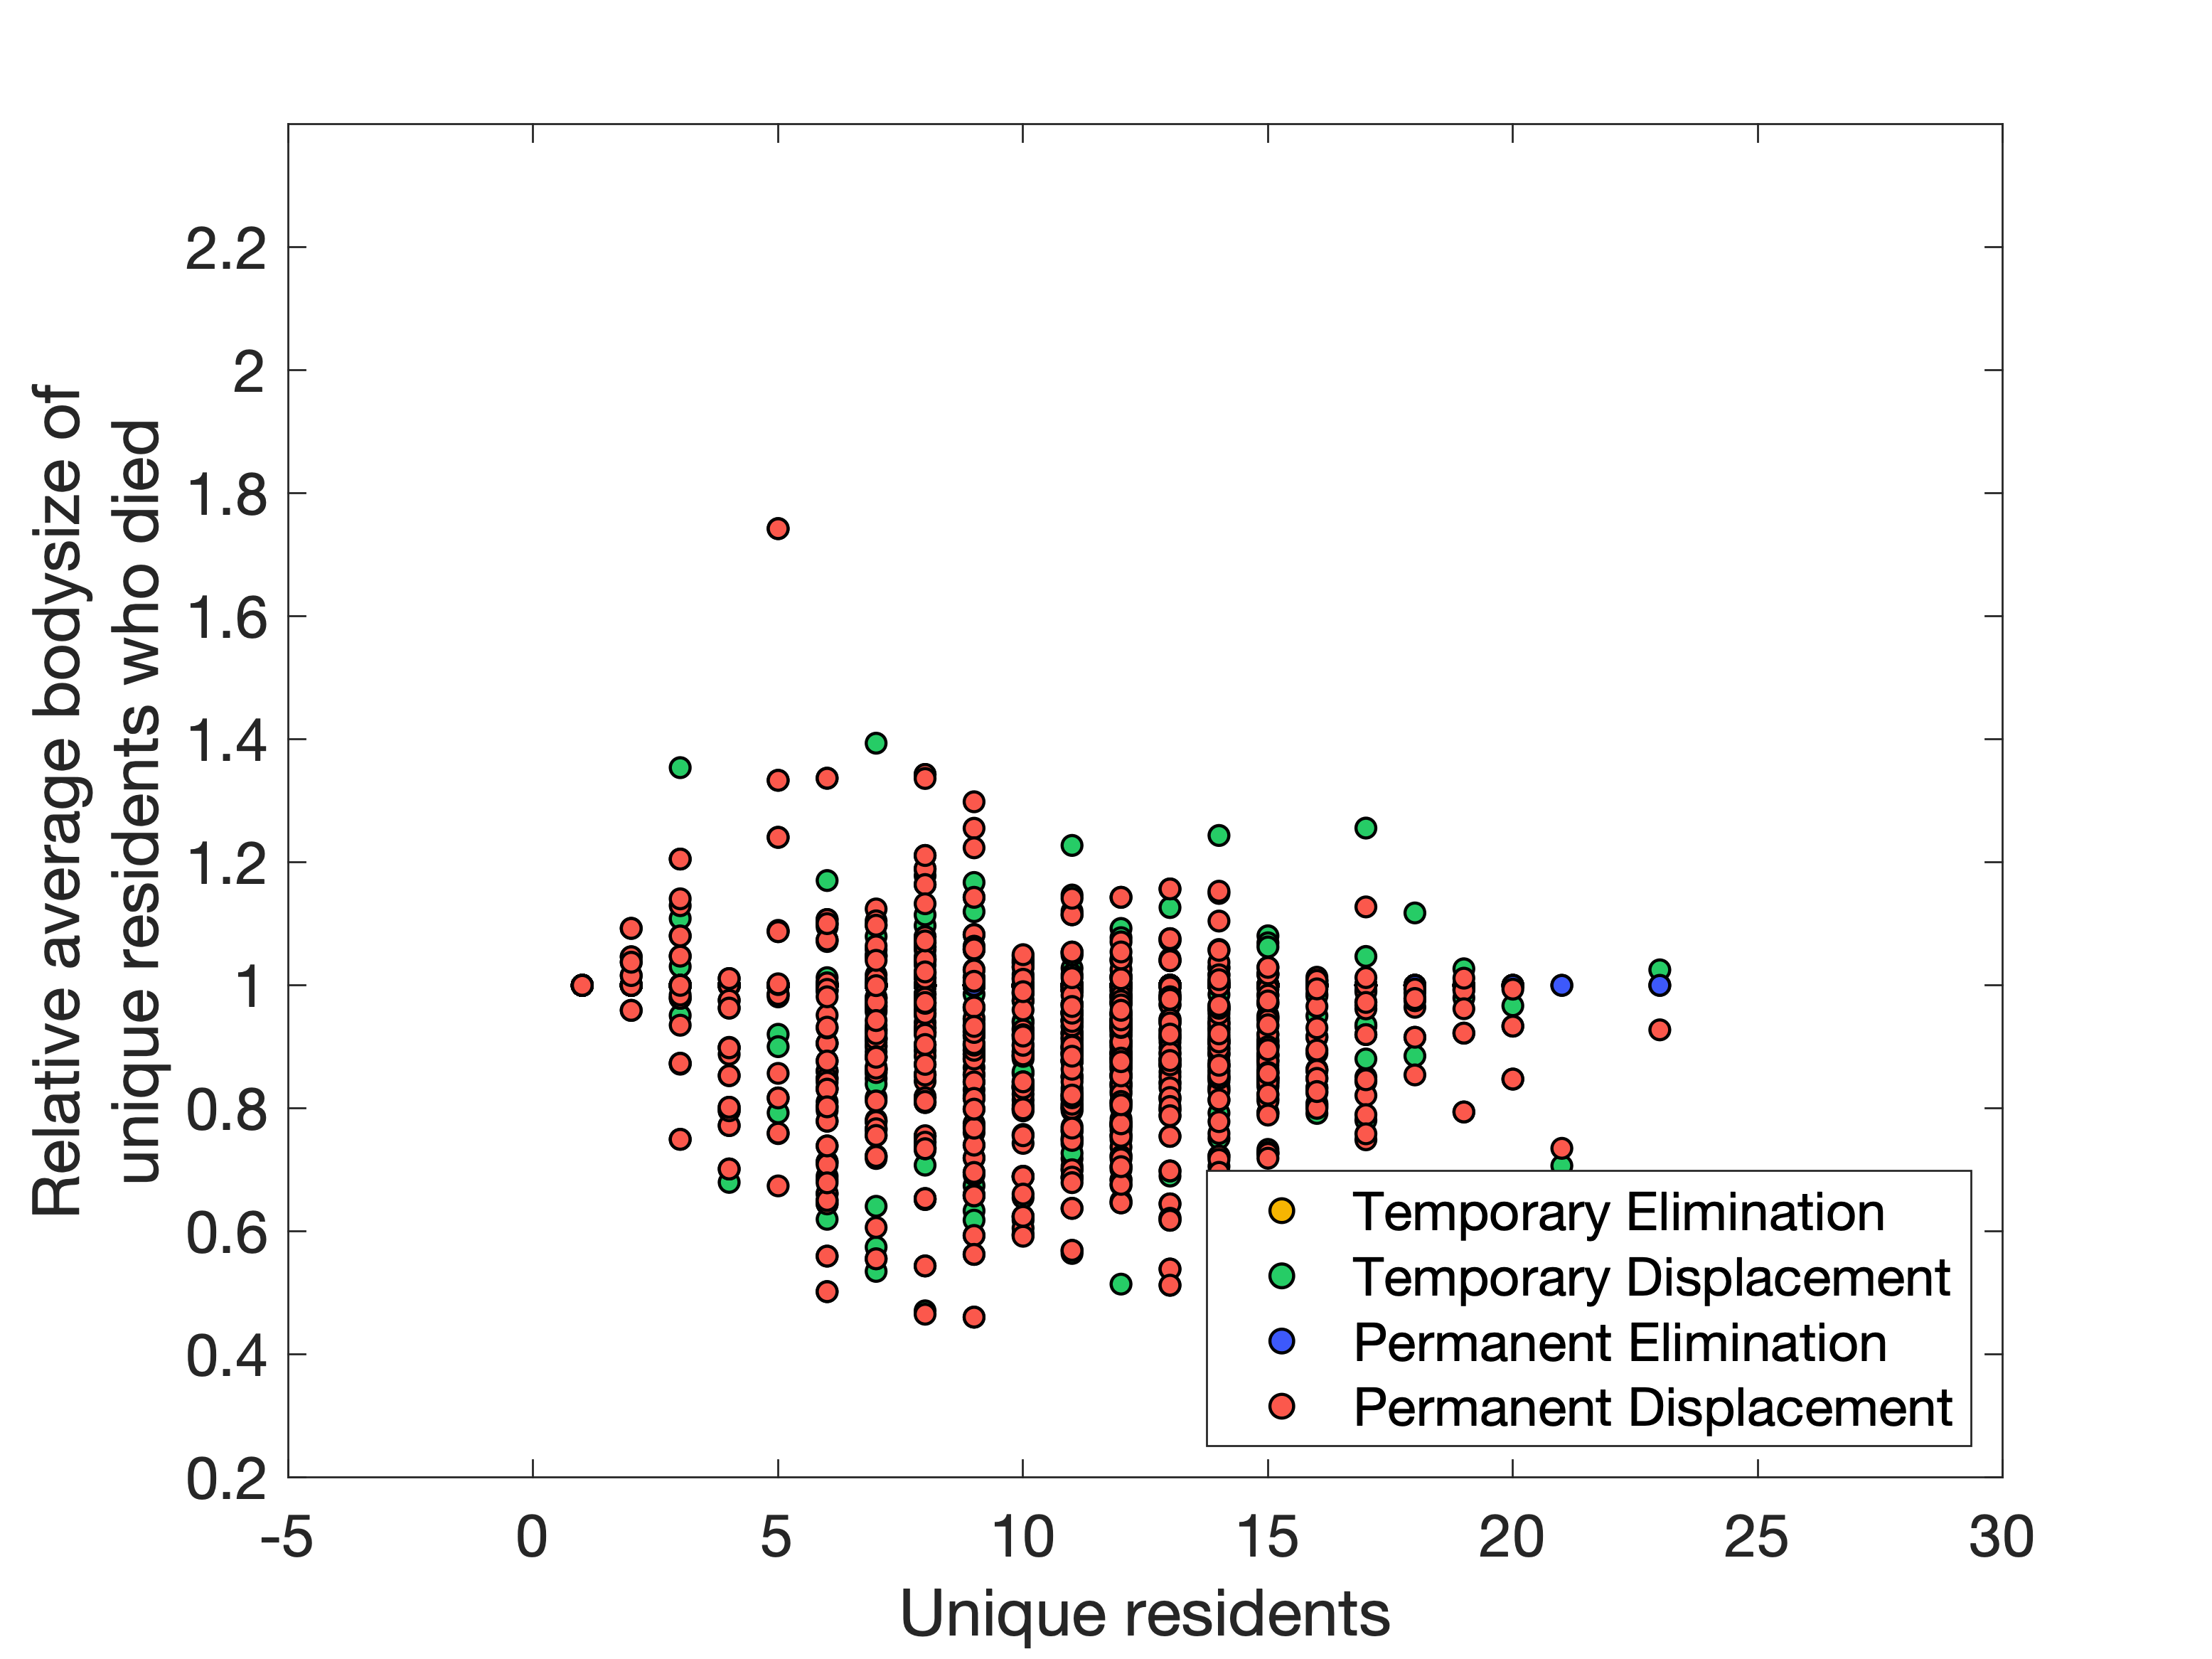 Relative average bodysize of
unique residents who died
2.2
2
1.8
1.6
1.4
1.2
1
0.8
0.6
0.4
0.2
-5 0 5 10 15 20 25 30
Unique residents
Temporary Elimination
Temporary Displacement
Permanent Elimination
Permanent Displacement